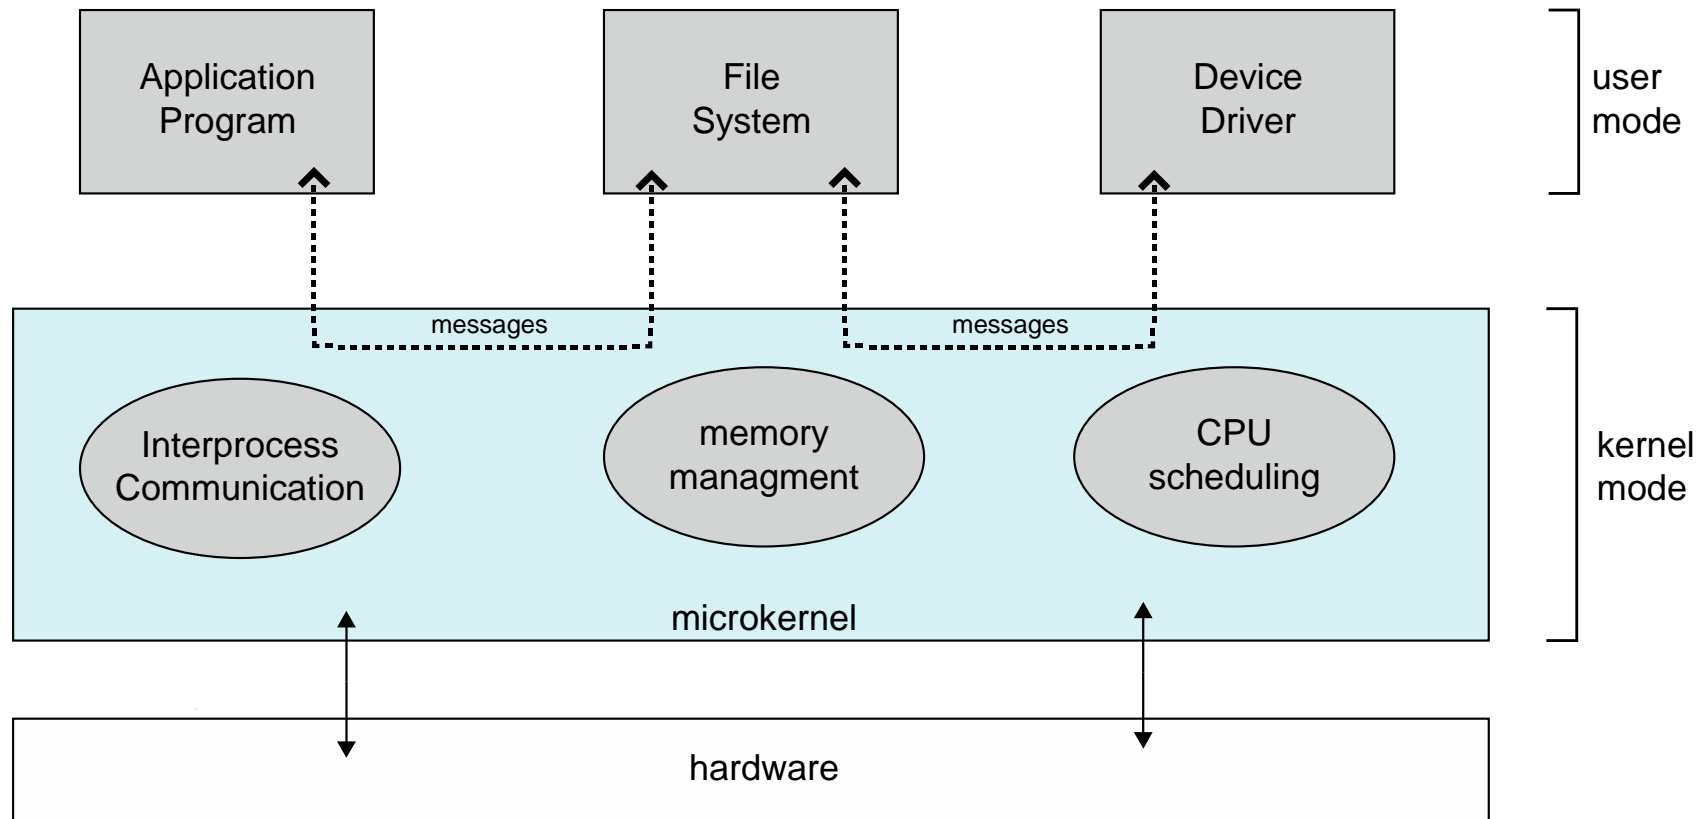 Application
Program
File
System
Device
Driver
user
mode
messages
messages
Interprocess
Communication
memory
managment
CPU
scheduling
kernel
mode
microkernel
hardware